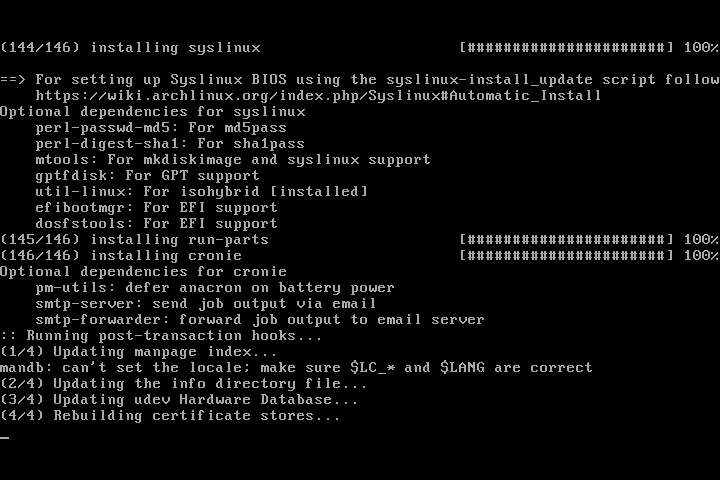 (144/146) installing syslinux [######################] 100%
==> For setting up Syslinux BIOS using the syslinux-install_update script follow
https://wiki.archlinux.org/index.php/Syslinux#Automatic_Install
Optional dependencies for syslinux
perl-passwd-md5: For md5pass
perl-digest-sha1: For sha1pass
mtools: For mkdiskimage and syslinux support
gptfdisk: For GPT support
util-linux: For isohybrid [installed]
efibootmgr: For EFI support
dosfstools: For EFI support
(145/146) installing run-parts [######################] 100%
(146/146) installing cronie [######################] 100%
Optional dependencies for cronie
pm-utils: defer anacron on battery power
smtp-server: send job output via email
smtp-forwarder: forward job output to email server
:: Running post-transaction hooks...
(1/4) Updating manpage index...
mandb: can't set the locale; make sure $LC_* and $LANG are correct
(2/4) Updating the info directory file...
(3/4) Updating udev Hardware Database...
(4/4) Rebuilding certificate stores...